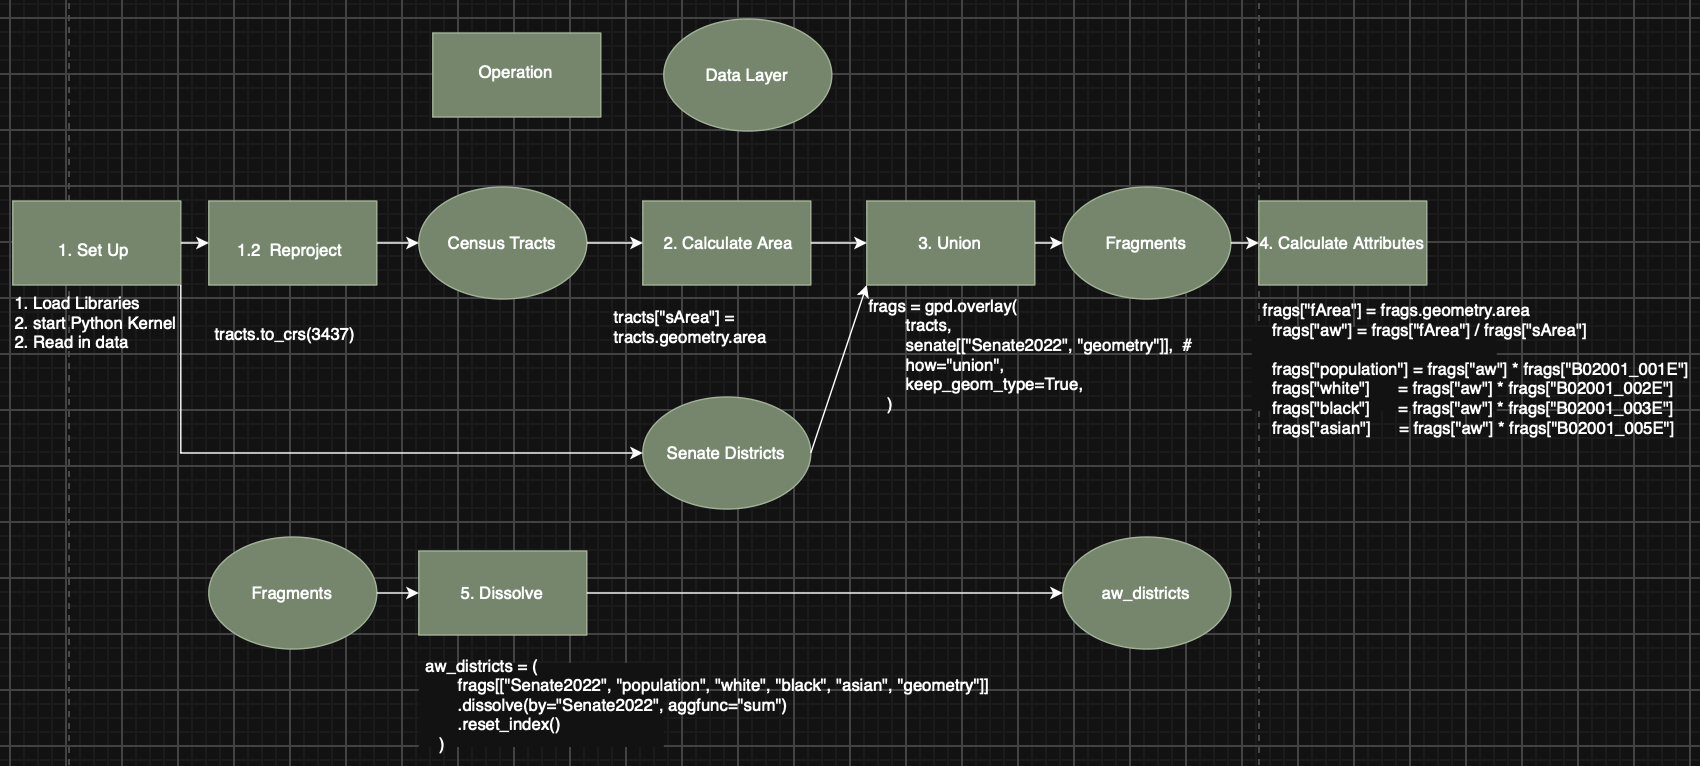 Operation
Data Layer
1. Set Up
1.2  Reproject
Census Tracts
2. Calculate Area
3. Union
Fragments
4. Calculate Attributes
1. Load Libraries
2. start Python Kernel
2. Read in data
tracts.to_crs(3437)
tracts["sArea"] =
tracts.geometry.area
frags = gpd.overlay(
tracts,
senate[["Senate2022", "geometry"]],  #
how="union",
keep_geom_type=True,
)
frags["fArea"] = frags.geometry.area
frags["aw"] = frags["fArea"] / frags["sArea"]
frags["population"] = frags["aw"] * frags["B02001_001E"]
frags["white"]      = frags["aw"] * frags["B02001_002E"]
frags["black"]      = frags["aw"] * frags["B02001_003E"]
frags["asian"]      = frags["aw"] * frags["B02001_005E"]
Senate Districts
Fragments
5. Dissolve
aw_districts
aw_districts = (
frags[["Senate2022", "population", "white", "black", "asian", "geometry"]]
.dissolve(by="Senate2022", aggfunc="sum")
.reset_index()
)